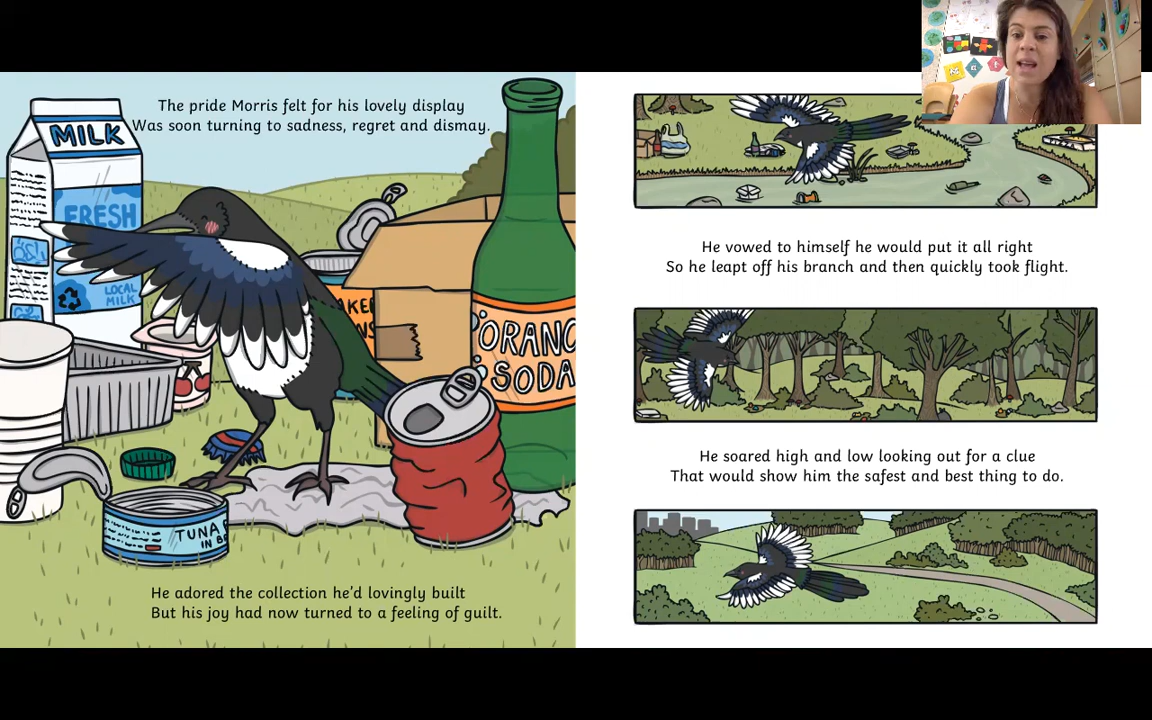 The pride Morris felt for his lovely display
Was soon turning to sadness, regret and dismay.
MILK
FRESH
LOCAL
MILK
ORANG
SODA
TUNA
He adored the collection he'd lovingly built
But his joy had now turned to a feeling of guilt.
He vowed to himself he would put it all right
So he leapt off his branch and then quickly took flight.
He soared high and low looking out for a clue
That would show him the safest and best thing to do.